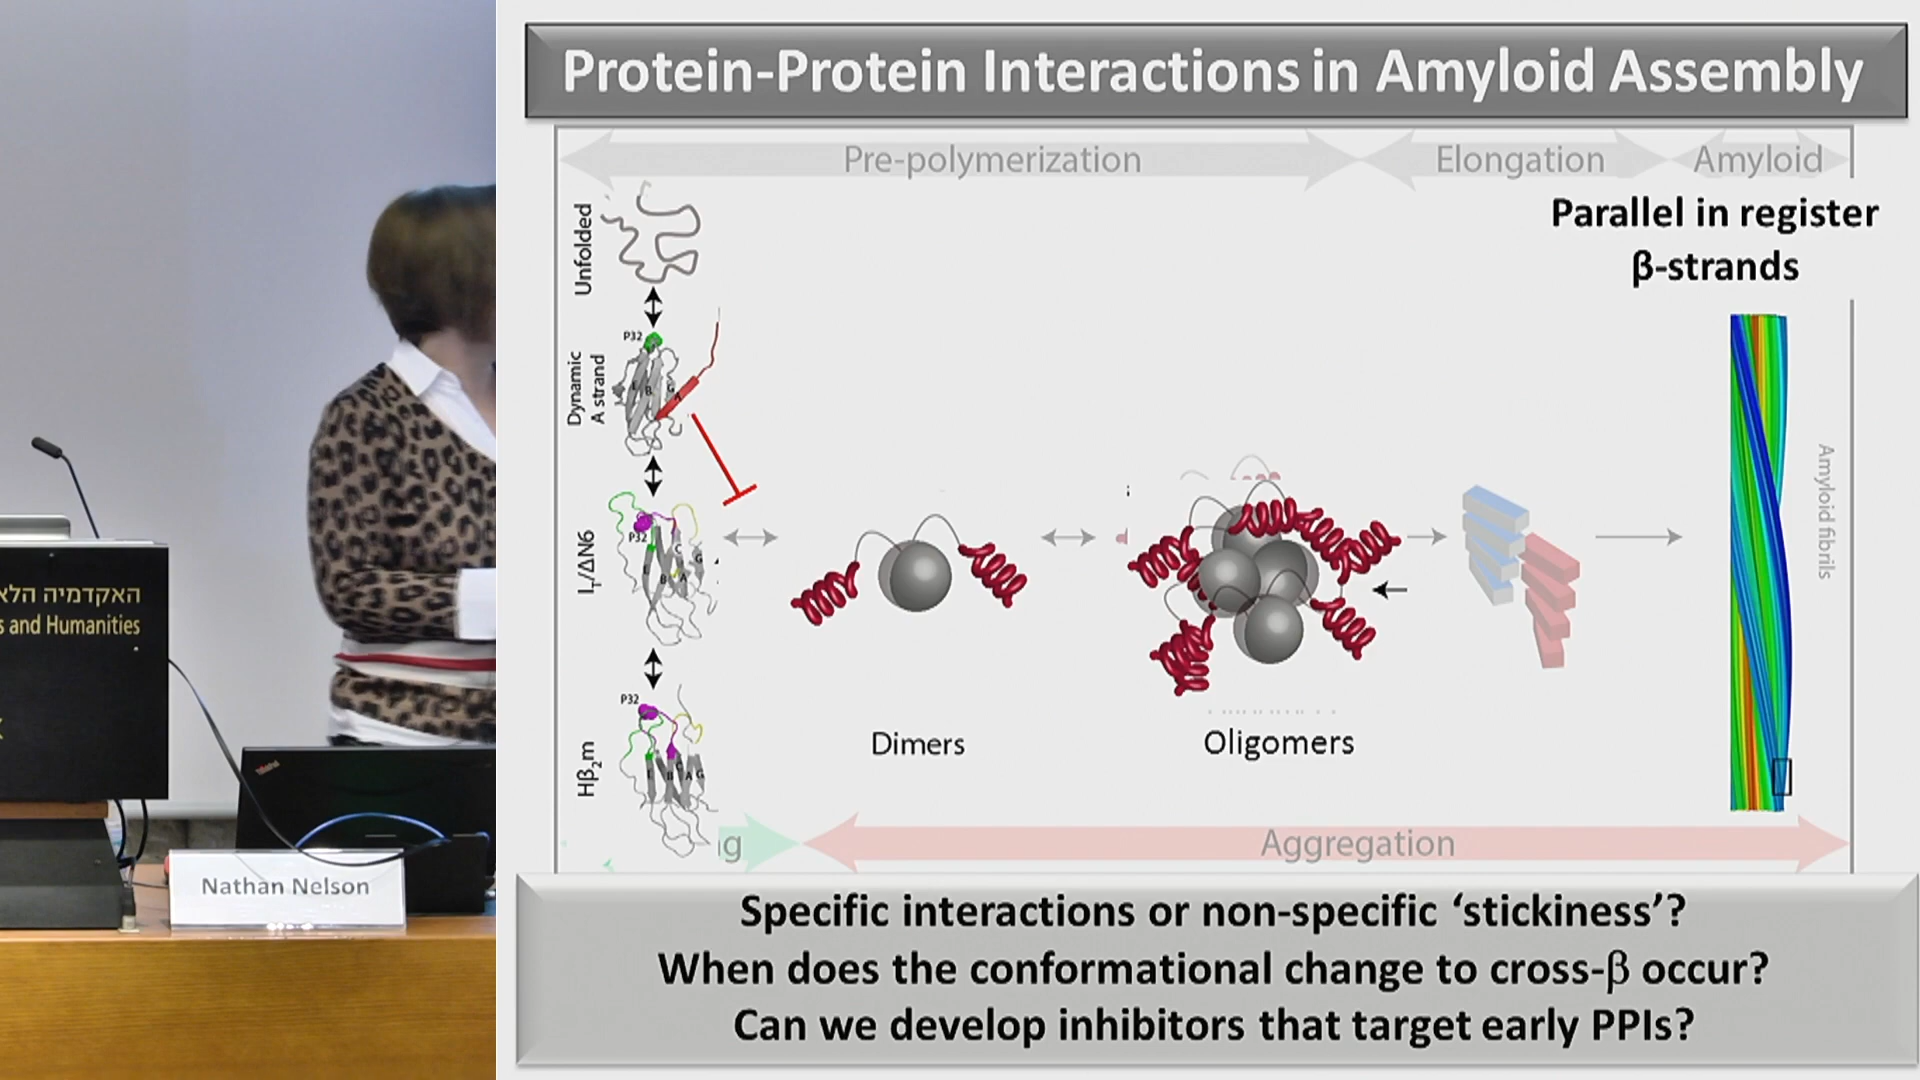 Protein-Protein Interactions in Amyloid Assembly
Pre-polymerization
Elongation
Amyloid
Parallel in register
β-strands
Unfolded
P32
Dynamic
A strand
E
B
G
A
P32
I_T/ΔN6
C
G
E
B
A
P32
Hβ₂m
Dimers
Oligomers
Amyloid fibrils
g
Aggregation
Specific interactions or non-specific ‘stickiness’?
When does the conformational change to cross-β occur?
Can we develop inhibitors that target early PPIs?
האקדמיה הלא
s and Humanities
ThinkPad
Nathan Nelson